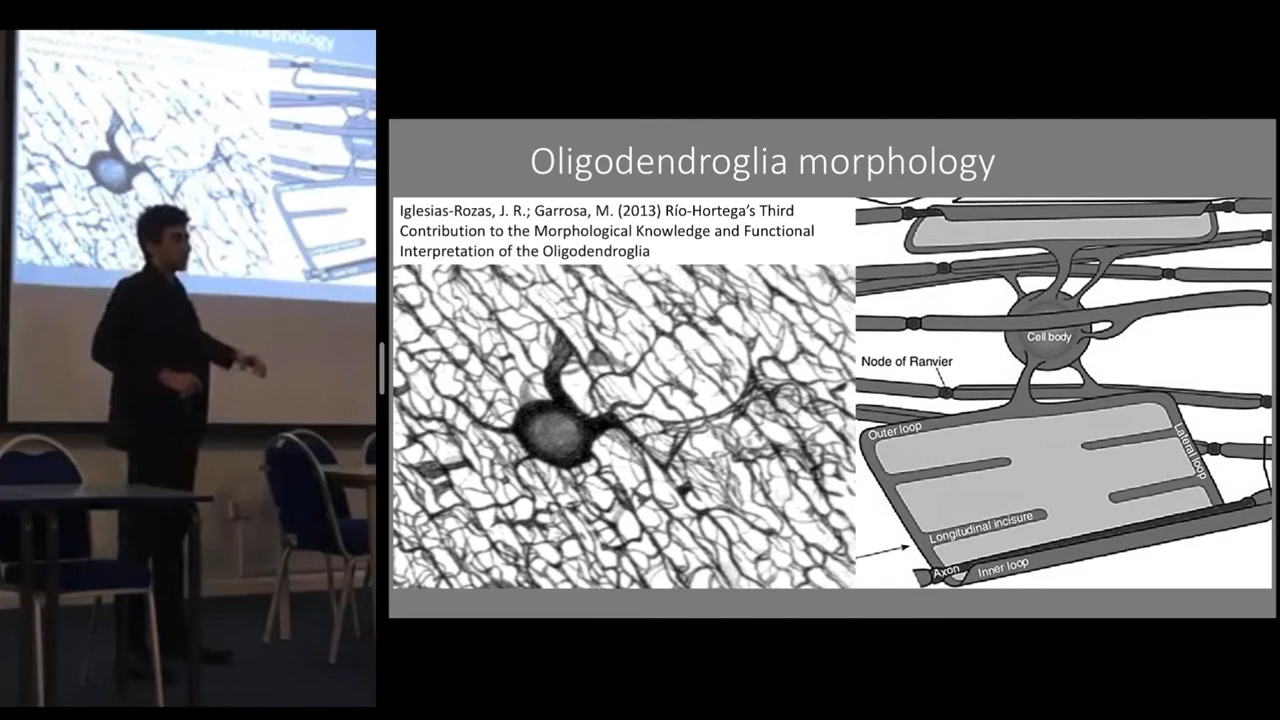 Oligodendroglia morphology
Iglesias-Rozas, J. R.; Garrosa, M. (2013) Río-Hortega's Third
Contribution to the Morphological Knowledge and Functional
Interpretation of the Oligodendroglia
Cell body
Node of Ranvier
Outer loop
Lateral loop
Longitudinal incisure
Axon
Inner loop
morphology